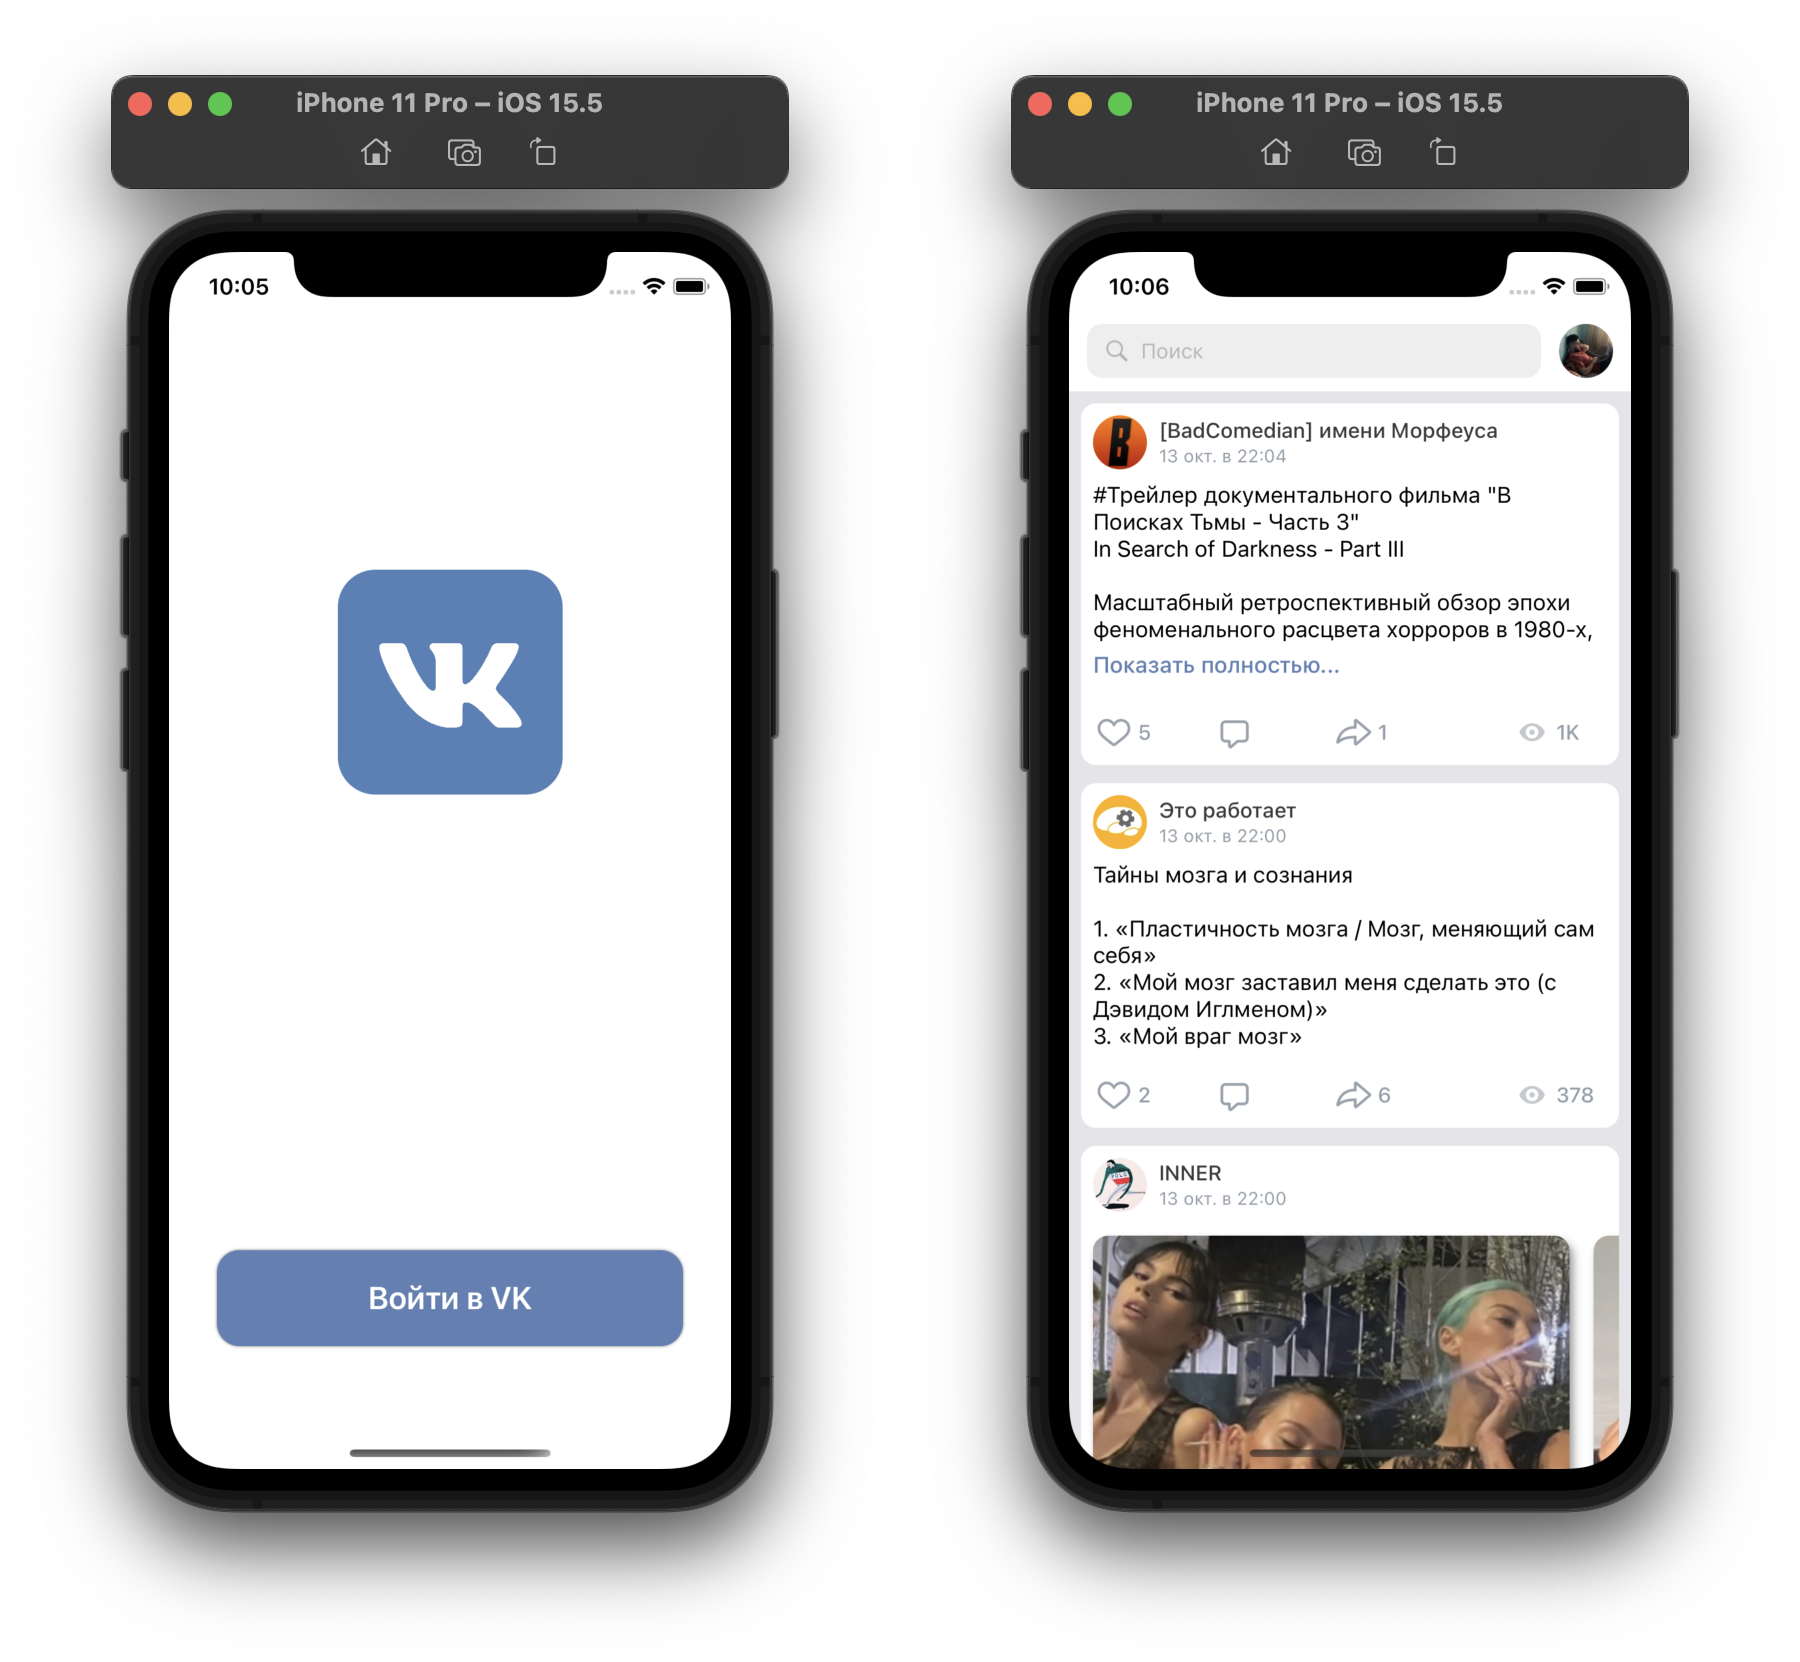 iPhone 11 Pro – iOS 15.5
10:05
VK
Войти в VK
iPhone 11 Pro – iOS 15.5
10:06
Поиск
[BadComedian] имени Морфеуса
13 окт. в 22:04
#Трейлер документального фильма "В
Поисках Тьмы - Часть 3"
In Search of Darkness - Part III
Масштабный ретроспективный обзор эпохи
феноменального расцвета хорроров в 1980-х,
Показать полностью...
5 1 1K
Это работает
13 окт. в 22:00
Тайны мозга и сознания
1. «Пластичность мозга / Мозг, меняющий сам
себя»
2. «Мой мозг заставил меня сделать это (с
Дэвидом Иглменом)»
3. «Мой враг мозг»
2 6 378
INNER
13 окт. в 22:00